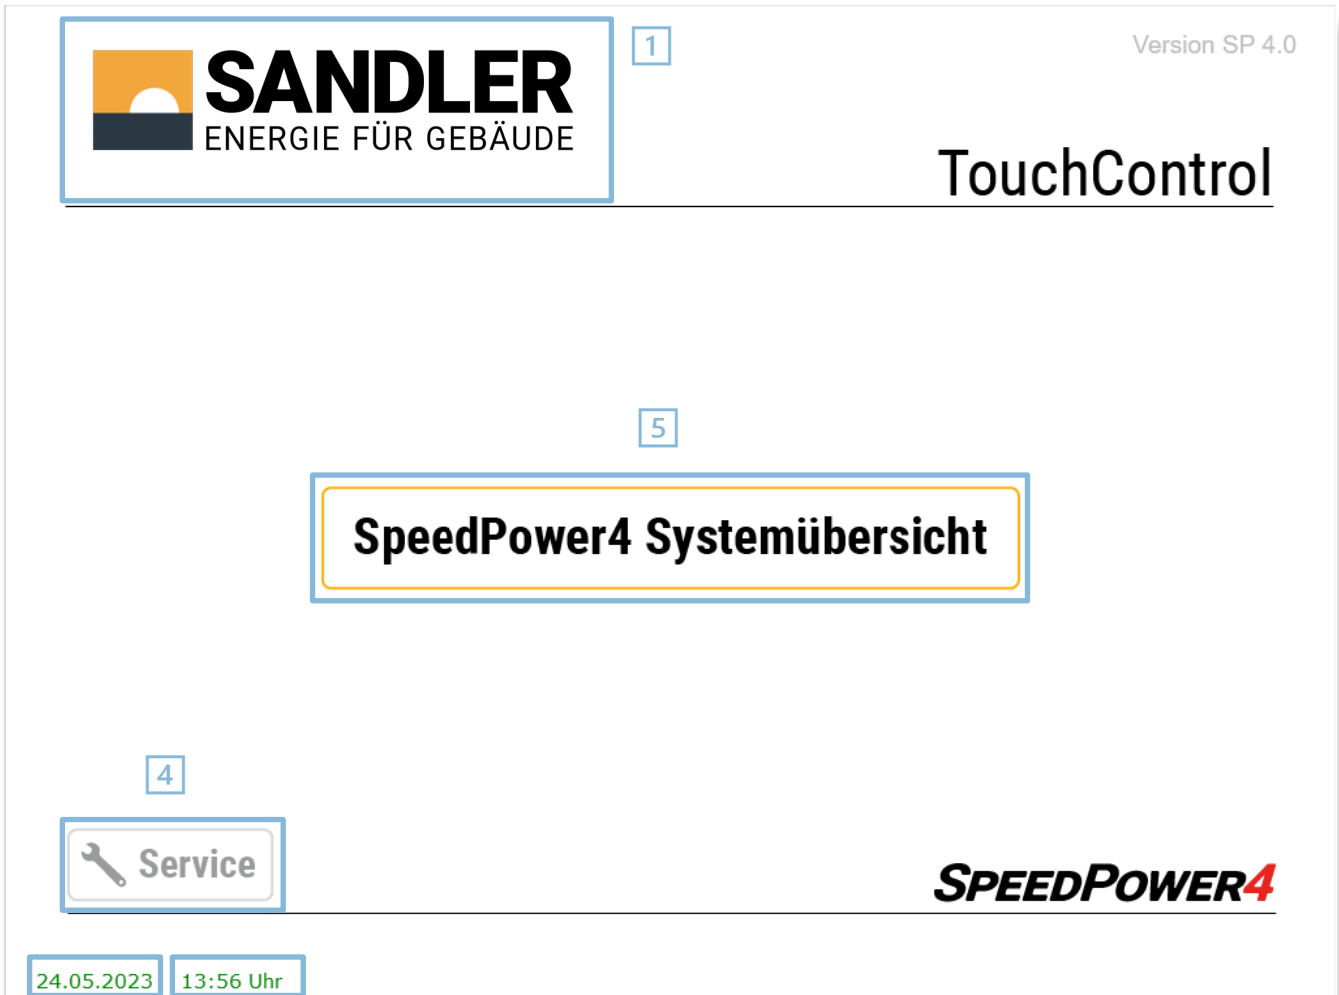 SANDLER
ENERGIE FÜR GEBÄUDE
1
Version SP 4.0
TouchControl
5
SpeedPower4 Systemübersicht
4
Service
SPEEDPOWER4
24.05.2023 13:56 Uhr